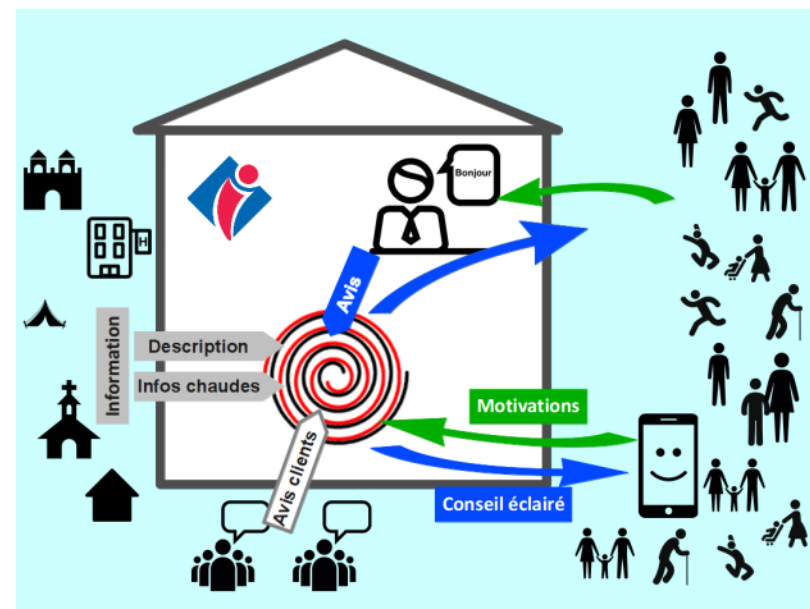 Bonjour
H
Avis
Information
Description
Infos chaudes
Motivations
Avis clients
Conseil éclairé